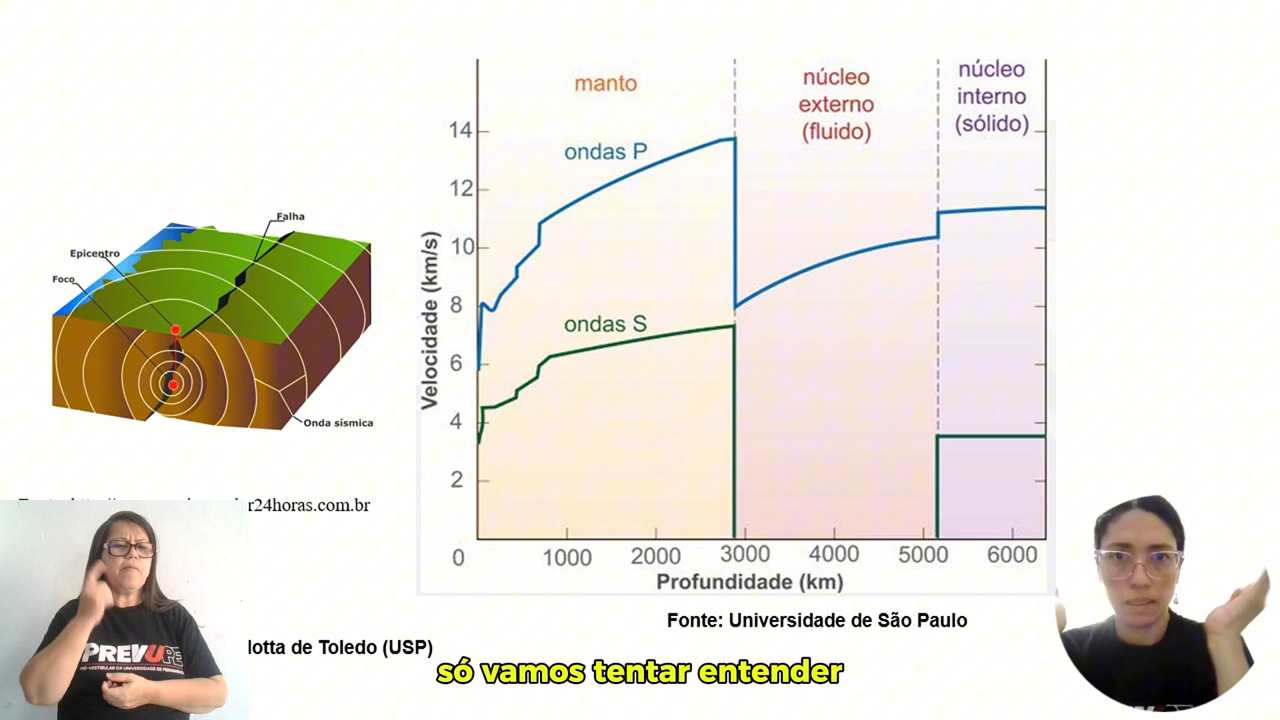 Falha
Epicentro
Foco
Onda sísmica
r24horas.com.br
manto
núcleo
externo
(fluido)
núcleo
interno
(sólido)
ondas P
ondas S
Velocidade (km/s)
14
12
10
8
6
4
2
0
1000
2000
3000
4000
5000
6000
Profundidade (km)
Fonte: Universidade de São Paulo
lotta de Toledo (USP)
só vamos tentar entender
PREVUPE